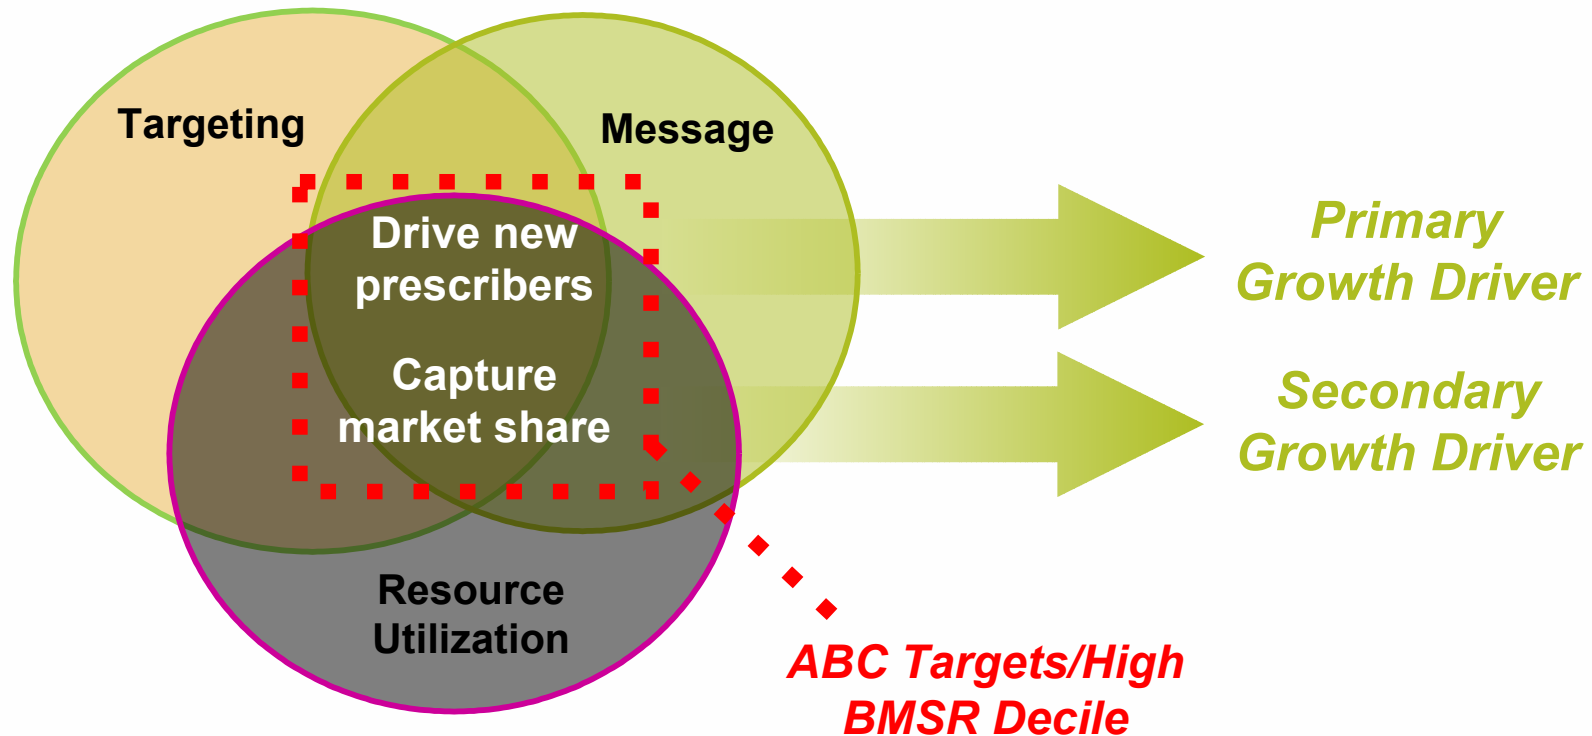 Targeting
Message
Drive new
prescribers
Capture
market share
Resource
Utilization
Primary
Growth Driver
Secondary
Growth Driver
ABC Targets/High
BMSR Decile